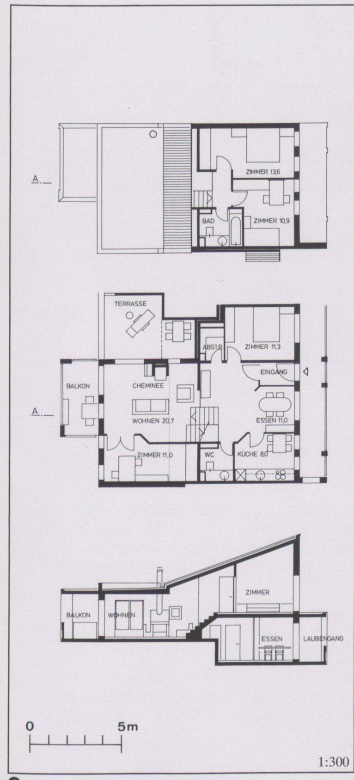 A
ZIMMER 13,6
BAD
ZIMMER 10,9
TERRASSE
ABST.1,8
ZIMMER 11,3
BALKON
CHEMINEE
EINGANG
A
WOHNEN 20,7
ESSEN 11,0
ZIMMER 11,0
WC
KÜCHE 8,0
ZIMMER
BALKON
WOHNEN
ESSEN
LAUBENGANG
0 5m
1:300